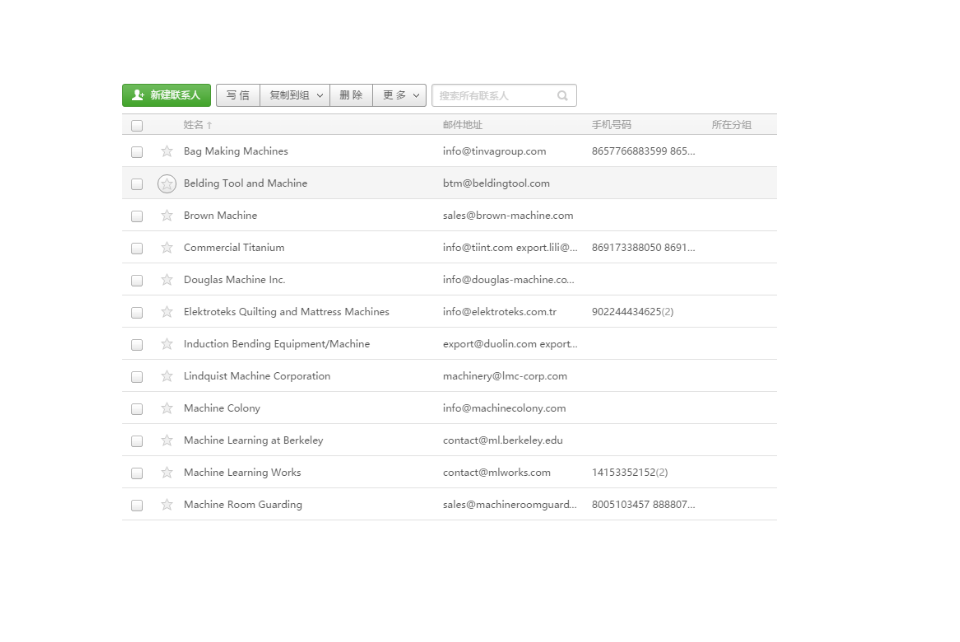 新建联系人 写 信 复制到组 删 除 更 多 搜索所有联系人
姓名 ↑ 邮件地址 手机号码 所在分组
Bag Making Machines info@tinvagroup.com 8657766883599 865...
Belding Tool and Machine btm@beldingtool.com
Brown Machine sales@brown-machine.com
Commercial Titanium info@tiint.com export.lili@... 869173388050 8691...
Douglas Machine Inc. info@douglas-machine.co...
Elektroteks Quilting and Mattress Machines info@elektroteks.com.tr 902244434625(2)
Induction Bending Equipment/Machine export@duolin.com export...
Lindquist Machine Corporation machinery@lmc-corp.com
Machine Colony info@machinecolony.com
Machine Learning at Berkeley contact@ml.berkeley.edu
Machine Learning Works contact@mlworks.com 14153352152(2)
Machine Room Guarding sales@machineroomguard... 8005103457 888807...